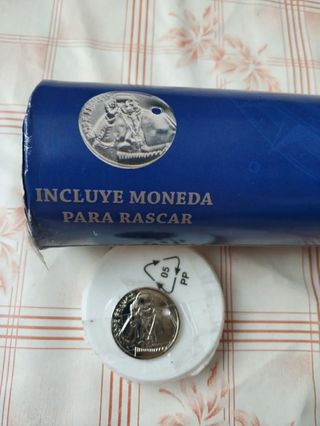 INCLUYE MONEDA
PARA RASCAR
05
PP